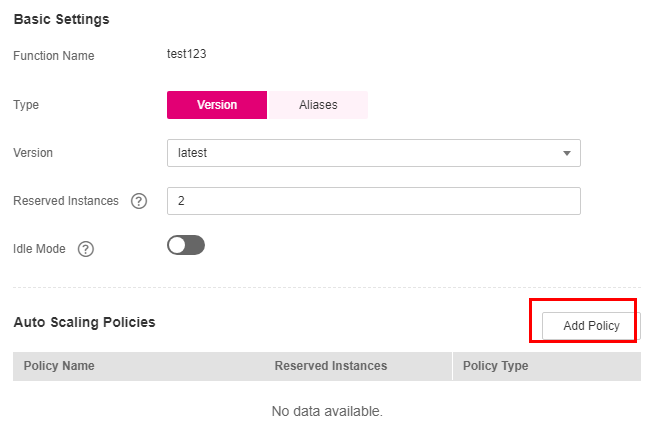 Basic Settings
Function Name test123
Type Version Aliases
Version latest
Reserved Instances ? 2
Idle Mode ?
Auto Scaling Policies Add Policy
Policy Name Reserved Instances Policy Type
No data available.